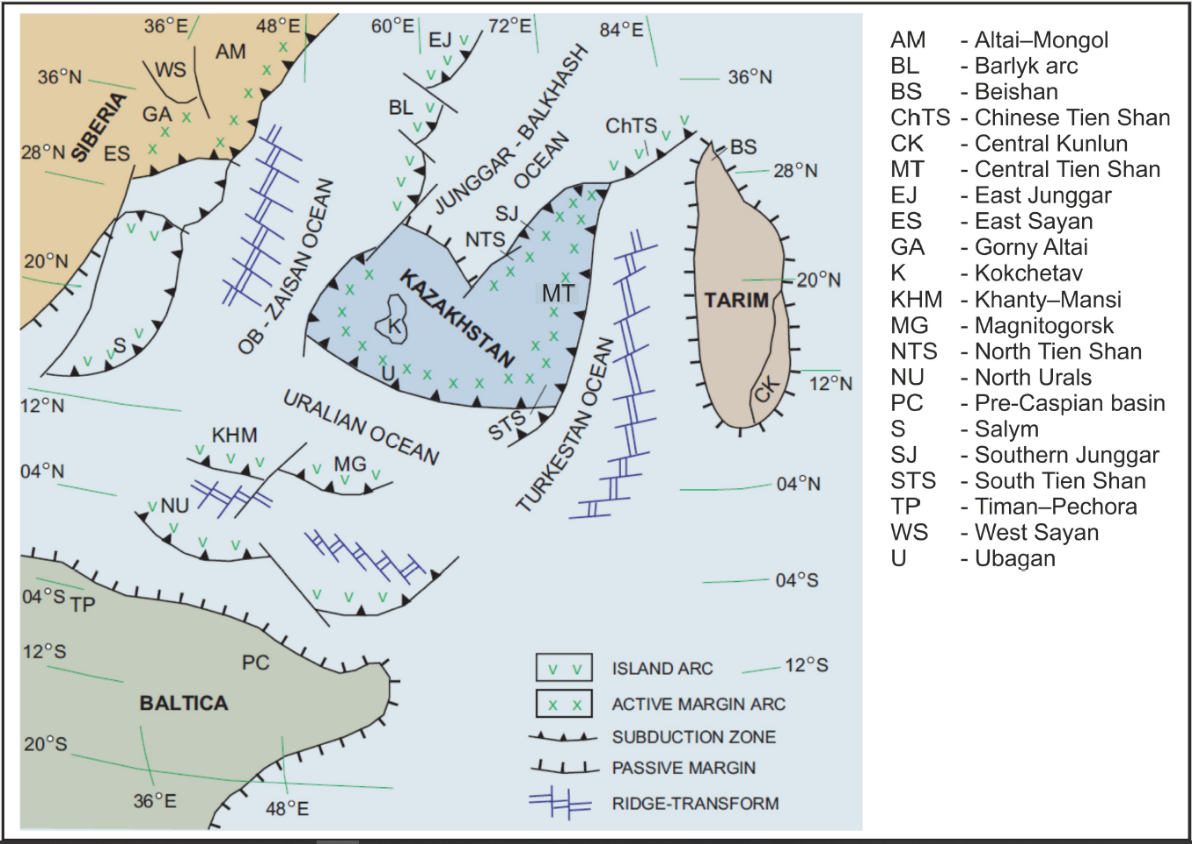 36°E
48°E
60°E
72°E
84°E
EJ
AM
WS
36°N
36°N
BL
GA
SIBERIA
JUNGGAR - BALKHASH
OCEAN
ChTS
BS
28°N
ES
28°N
SJ
NTS
OB - ZAISAN OCEAN
20°N
20°N
KAZAKHSTAN
MT
TARIM
K
S
U
CK
12°N
12°N
URALIAN OCEAN
STS
TURKESTAN OCEAN
KHM
MG
04°N
04°N
NU
04°S
04°S
TP
12°S
PC
12°S
BALTICA
20°S
36°E
48°E
ISLAND ARC
ACTIVE MARGIN ARC
SUBDUCTION ZONE
PASSIVE MARGIN
RIDGE-TRANSFORM
AM - Altai–Mongol
BL - Barlyk arc
BS - Beishan
ChTS - Chinese Tien Shan
CK - Central Kunlun
MT - Central Tien Shan
EJ - East Junggar
ES - East Sayan
GA - Gorny Altai
K - Kokchetav
KHM - Khanty–Mansi
MG - Magnitogorsk
NTS - North Tien Shan
NU - North Urals
PC - Pre-Caspian basin
S - Salym
SJ - Southern Junggar
STS - South Tien Shan
TP - Timan–Pechora
WS - West Sayan
U - Ubagan